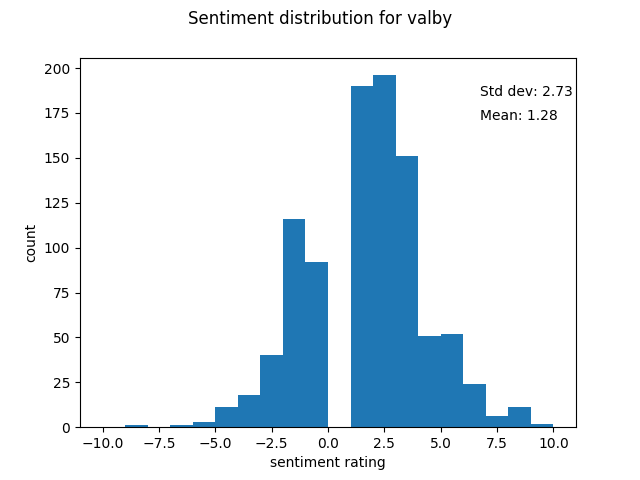 Sentiment distribution for valby
200
175
150
125
100
75
50
25
0
Std dev: 2.73
Mean: 1.28
count
−10.0 −7.5 −5.0 −2.5 0.0 2.5 5.0 7.5 10.0
sentiment rating